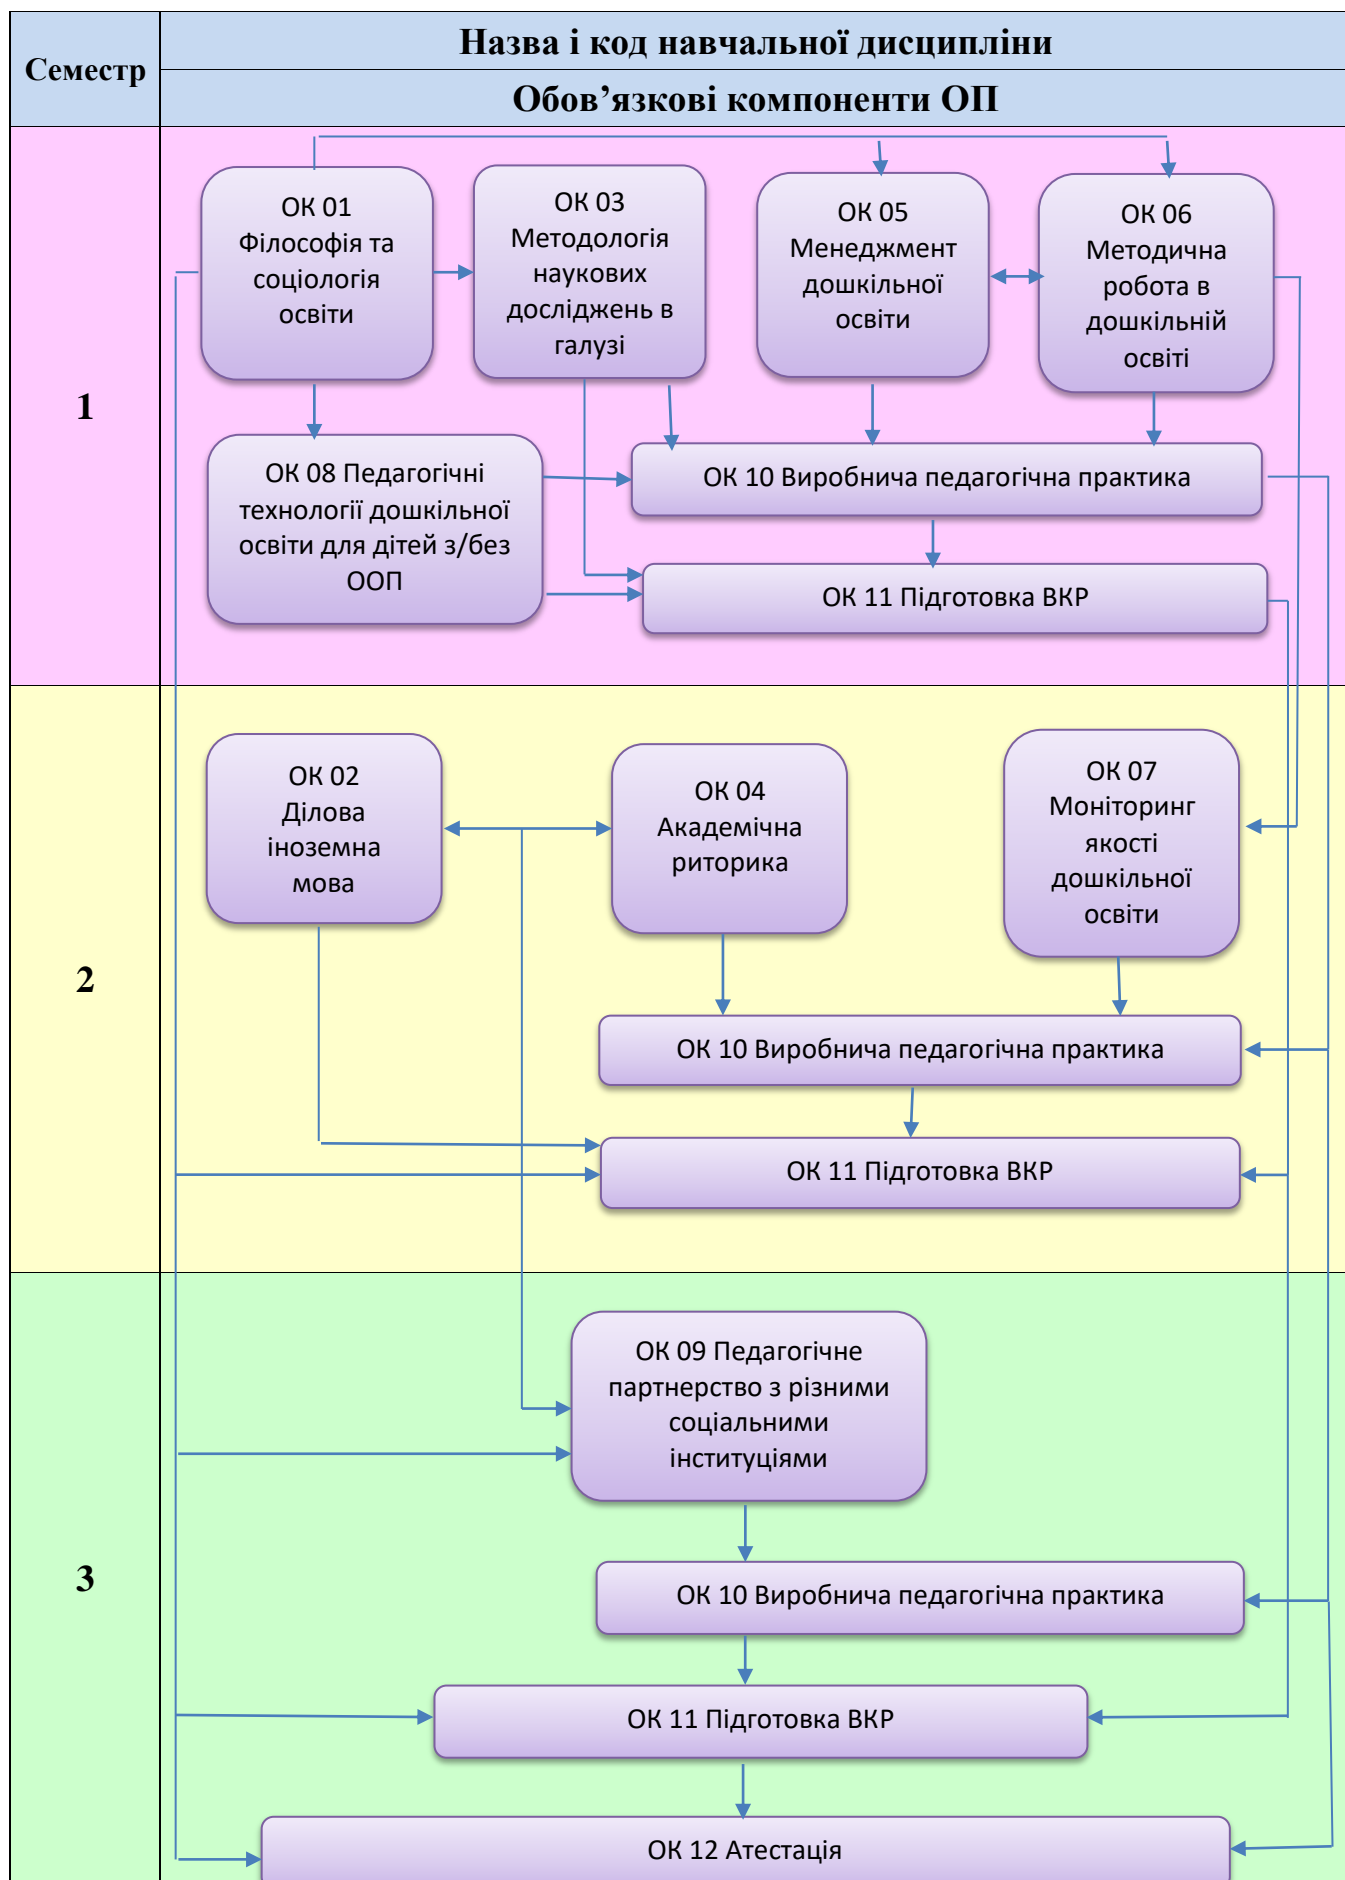 Семестр
Назва і код навчальної дисципліни
Обов’язкові компоненти ОП
1
ОК 01
Філософія та
соціологія
освіти
ОК 03
Методологія
наукових
досліджень в
галузі
ОК 05
Менеджмент
дошкільної
освіти
ОК 06
Методична
робота в
дошкільній
освіті
ОК 08 Педагогічні
технології дошкільної
освіти для дітей з/без
ООП
ОК 10 Виробнича педагогічна практика
ОК 11 Підготовка ВКР
2
ОК 02
Ділова
іноземна
мова
ОК 04
Академічна
риторика
ОК 07
Моніторинг
якості
дошкільної
освіти
ОК 10 Виробнича педагогічна практика
ОК 11 Підготовка ВКР
3
ОК 09 Педагогічне
партнерство з різними
соціальними
інституціями
ОК 10 Виробнича педагогічна практика
ОК 11 Підготовка ВКР
ОК 12 Атестація